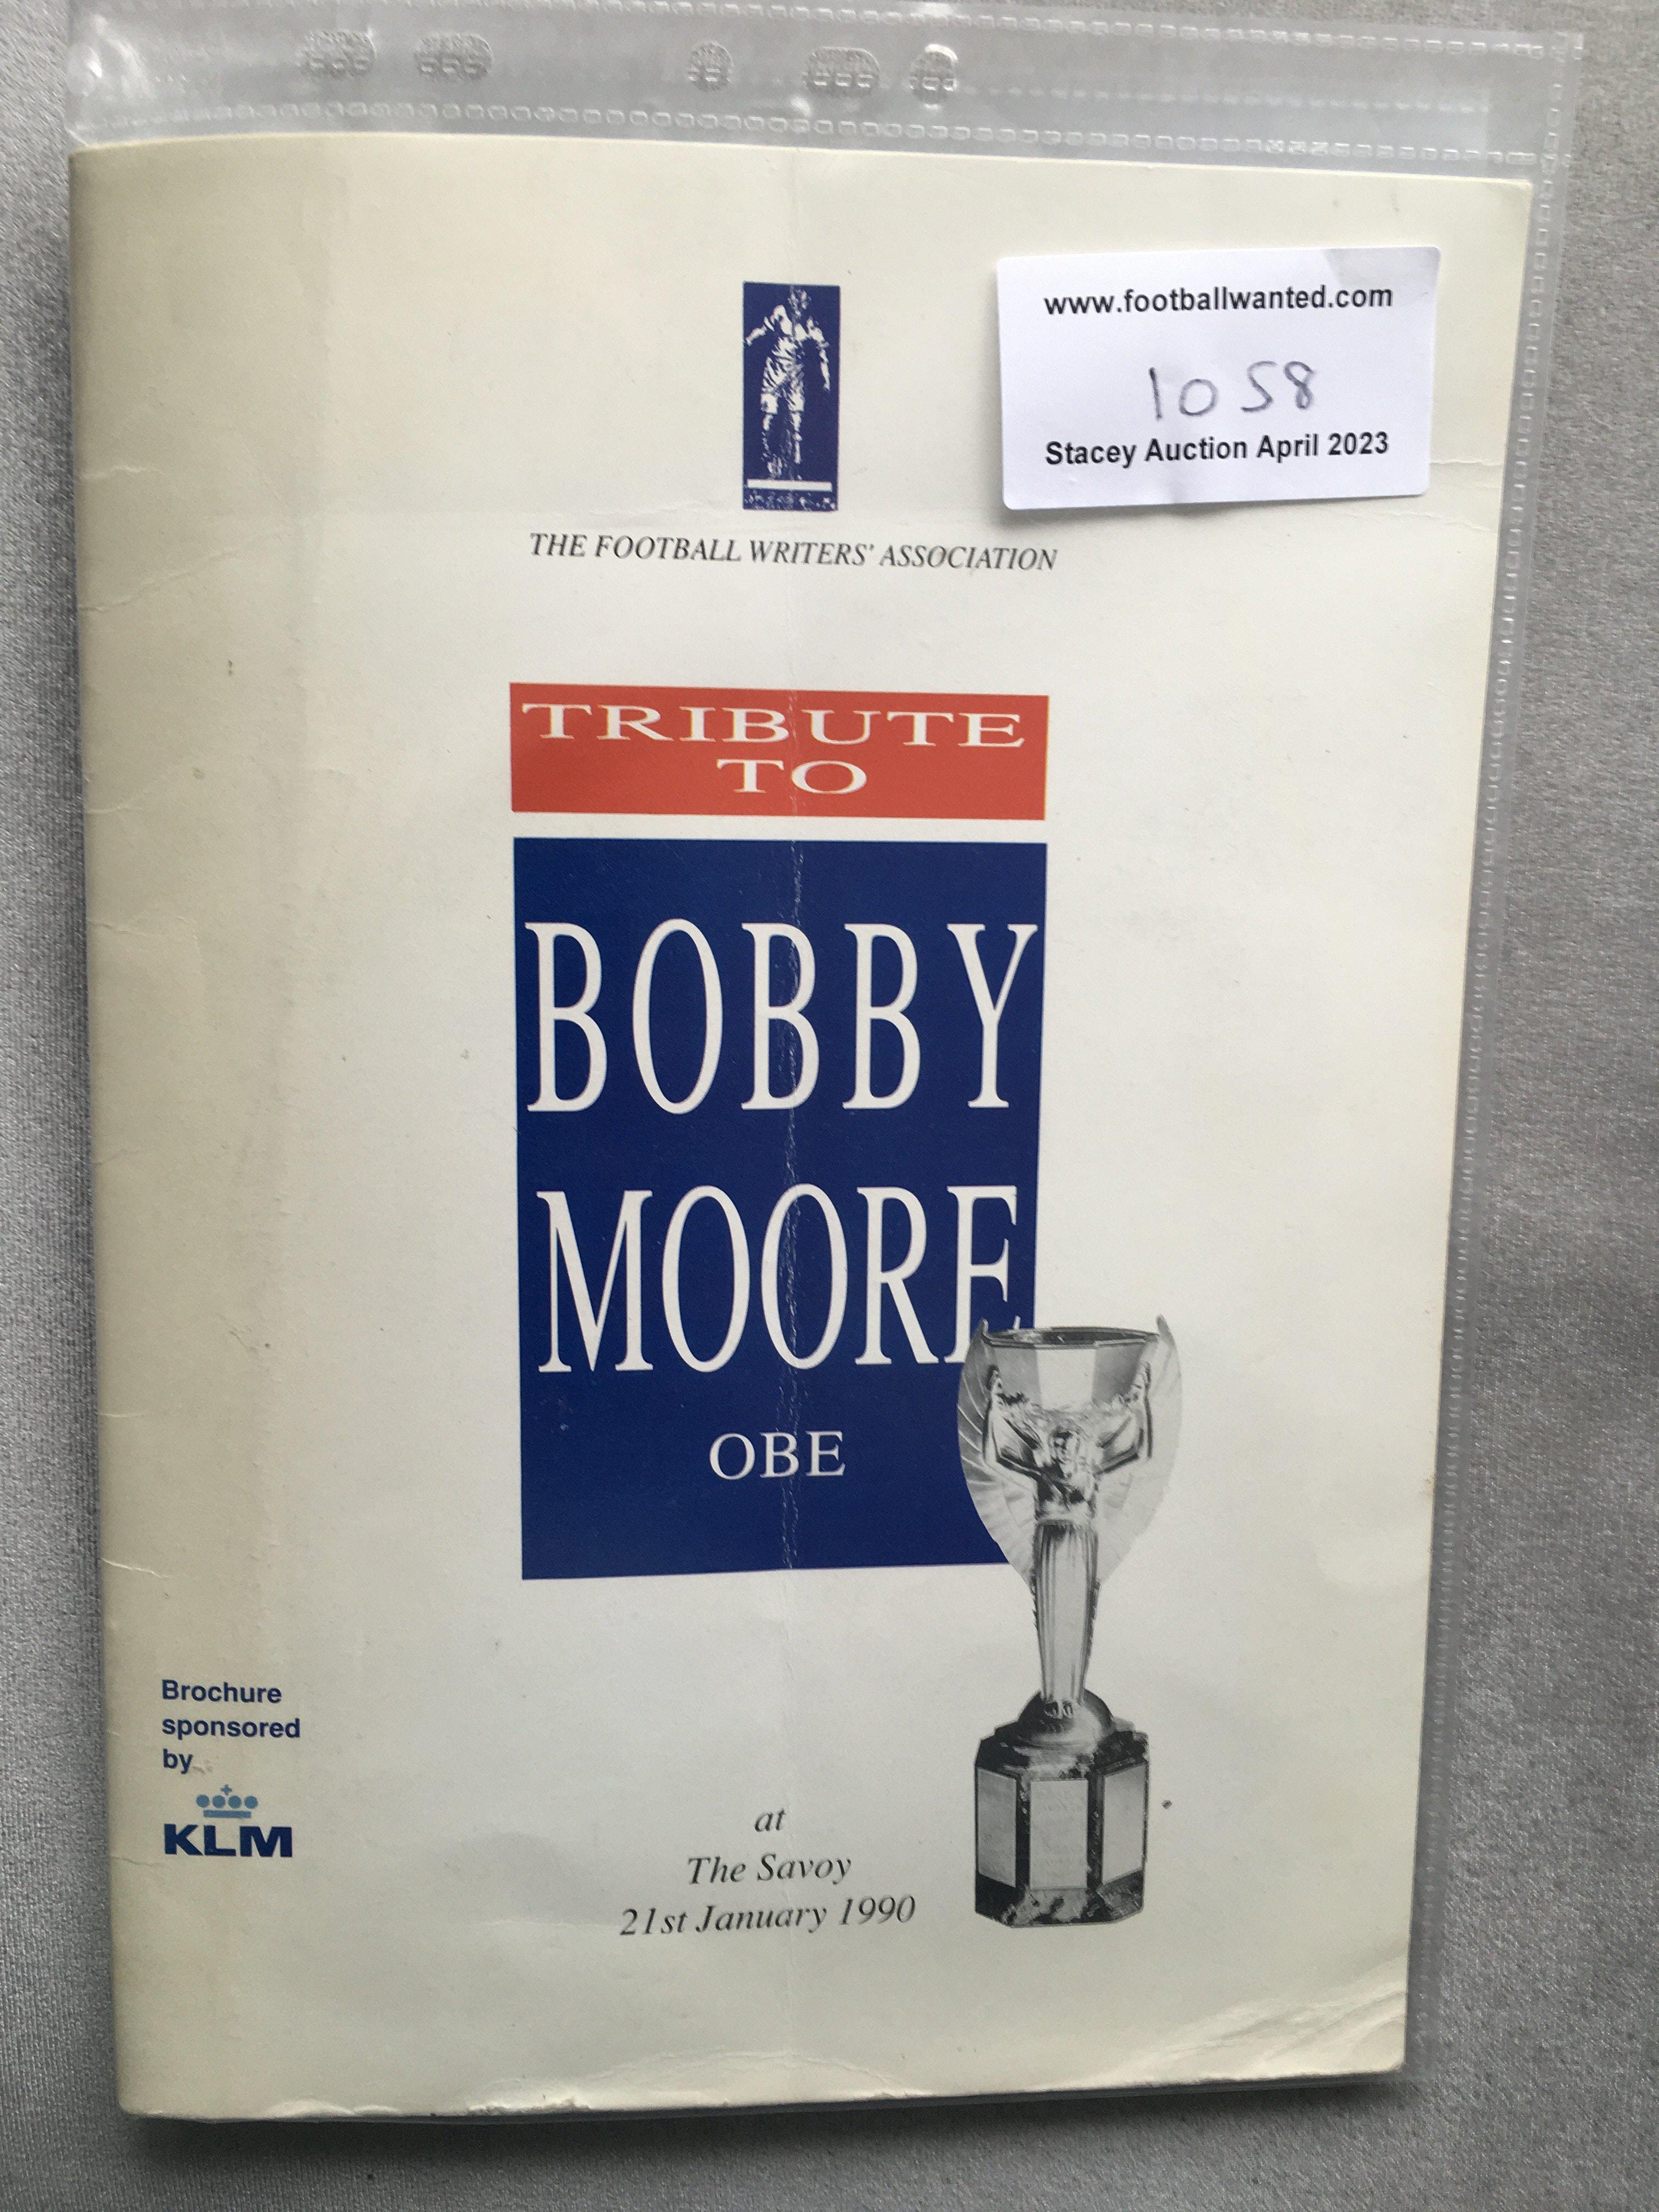 www.footballwanted.com
1058
Stacey Auction April 2023
THE FOOTBALL WRITERS' ASSOCIATION
TRIBUTE
TO
BOBBY
MOORE
OBE
Brochure
sponsored
by
KLM
at
The Savoy
21st January 1990